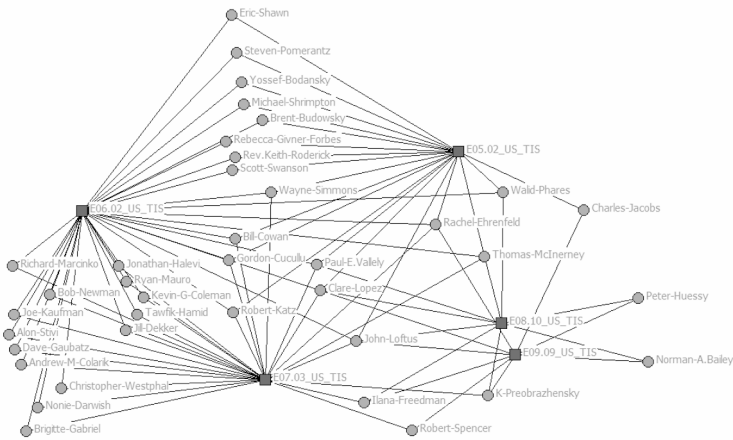 Eric-Shawn
Steven-Pomerantz
Yossef-Bodansky
Michael-Shrimpton
Brent-Budowsky
Rebecca-Givner-Forbes
E05.02_US_TIS
Rev.Keith-Roderick
Scott-Swanson
Wayne-Simmons
Walid-Phares
E06.02_US_TIS
Charles-Jacobs
Rachel-Ehrenfeld
Bill-Cowan
Thomas-McInerney
Gordon-Cucullu
Richard-Marcinko
Jonathan-Halevi
Paul-E.Vallely
Ryan-Mauro
Clare-Lopez
Bob-Newman
Kevin-G-Coleman
Peter-Huessy
Joe-Kaufman
Tawfik-Hamid
Robert-Katz
E08.10_US_TIS
Alon-Stivi
Jill-Dekker
John-Loftus
Dave-Gaubatz
E09.09_US_TIS
Andrew-M-Colarik
Norman-A.Bailey
E07.03_US_TIS
Christopher-Westphal
K-Preobrazhensky
Ilana-Freedman
Nonie-Darwish
Brigitte-Gabriel
Robert-Spencer